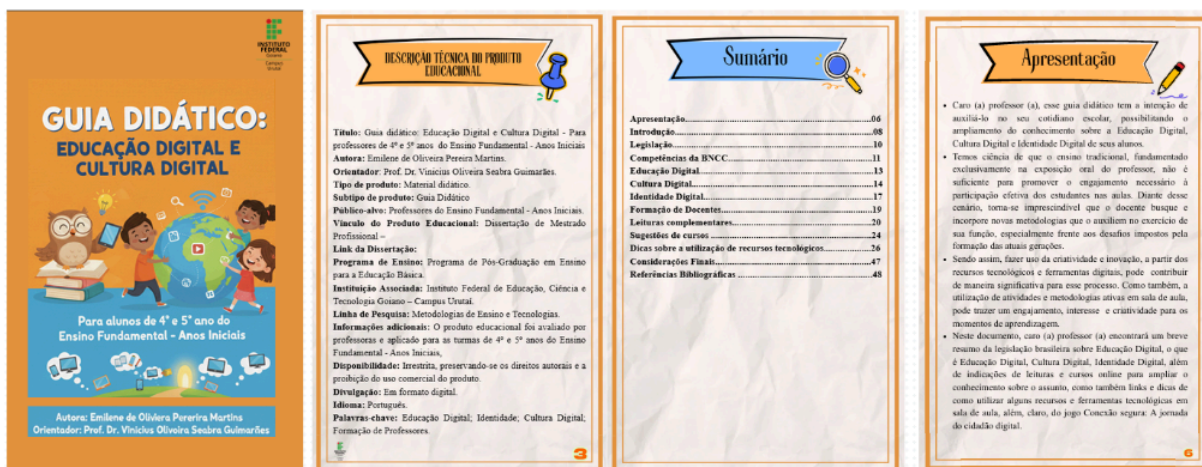 INSTITUTO
FEDERAL
Goiano
Campus
Urutaí
GUIA DIDÁTICO:
EDUCAÇÃO DIGITAL E
CULTURA DIGITAL
Para alunos de 4º e 5º ano do
Ensino Fundamental - Anos Iniciais
Autora: Emilene de Oliviera Pererira Martins
Orientador: Prof. Dr. Vinicius Olivoira Seabra Guimarães
DESCRIÇÃO TÉCNICA DO PRODUTO
EDUCACIONAL
Título: Guia didático: Educação Digital e Cultura Digital - Para
professores de 4º e 5º anos do Ensino Fundamental - Anos Iniciais
Autora: Emilene de Oliveira Pereira Martins.
Orientador: Prof. Dr. Vinicius Oliveira Seabra Guimarães.
Tipo de produto: Material didático.
Subtipo de produto: Guia Didático
Público-alvo: Professores do Ensino Fundamental - Anos Iniciais.
Vínculo do Produto Educacional: Dissertação de Mestrado
Profissional –
Link da Dissertação:
Programa de Ensino: Programa de Pós-Graduação em Ensino
para a Educação Básica.
Instituição Associada: Instituto Federal de Educação, Ciência e
Tecnologia Goiano – Campus Urutaí.
Linha de Pesquisa: Metodologias de Ensino e Tecnologias.
Informações adicionais: O produto educacional foi avaliado por
professoras e aplicado para as turmas de 4º e 5º anos do Ensino
Fundamental - Anos Iniciais,
Disponibilidade: Irrestrita, preservando-se os direitos autorais e a
proibição do uso comercial do produto.
Divulgação: Em formato digital.
Idioma: Português.
Palavras-chave: Educação Digital; Identidade; Cultura Digital;
Formação de Professores.
3
Sumário
Apresentação.....06
Introdução.....08
Legislação.....10
Competências da BNCC.....11
Educação Digital.....13
Cultura Digital.....14
Identidade Digital.....17
Formação de Docentes.....19
Leituras complementares.....20
Sugestões de cursos.....24
Dicas sobre a utilização de recursos tecnológicos.....26
Considerações Finais.....47
Referências Bibliográficas.....48
Apresentação
• Caro (a) professor (a), esse guia didático tem a intenção de
auxiliá-lo no seu cotidiano escolar, possibilitando o
ampliamento do conhecimento sobre a Educação Digital,
Cultura Digital e Identidade Digital de seus alunos.
• Temos ciência de que o ensino tradicional, fundamentado
exclusivamente na exposição oral do professor, não é
suficiente para promover o engajamento necessário à
participação efetiva dos estudantes nas aulas. Diante desse
cenário, torna-se imprescindível que o docente busque e
incorpore novas metodologias que o auxiliem no exercício de
sua função, especialmente frente aos desafios impostos pela
formação das atuais gerações.
• Sendo assim, fazer uso da criatividade e inovação, a partir dos
recursos tecnológicos e ferramentas digitais, pode contribuir
de maneira significativa para esse processo. Como também, a
utilização de atividades e metodologias ativas em sala de aula,
pode trazer um engajamento, interesse e criatividade para os
momentos de aprendizagem.
• Neste documento, caro (a) professor (a) encontrará um breve
resumo da legislação brasileira sobre Educação Digital, o que
é Educação Digital, Cultura Digital, Identidade Digital, além
de indicações de leituras e cursos online para ampliar o
conhecimento sobre o assunto, como também links e dicas de
como utilizar alguns recursos e ferramentas tecnológicas em
sala de aula, além, claro, do jogo Conexão segura: A jornada
do cidadão digital.
6